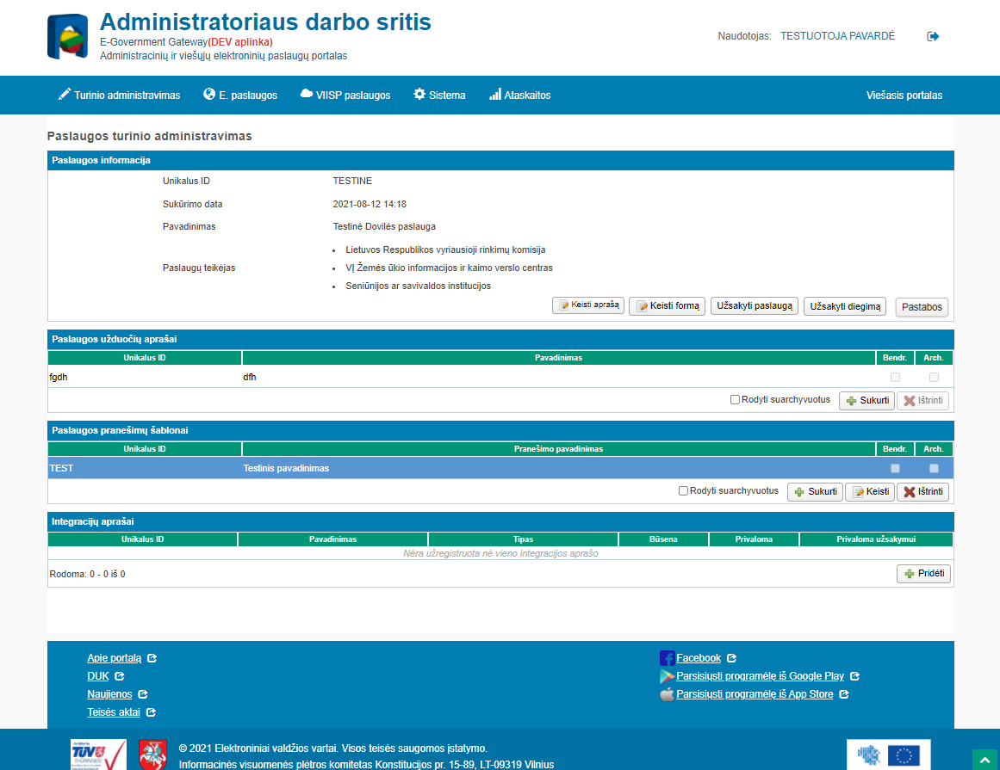 Administratoriaus darbo sritis
E-Government Gateway(DEV aplinka)
Administracinių ir viešųjų elektroninių paslaugų portalas
Naudotojas: TESTUOTOJA PAVARDĖ
Turinio administravimas E. paslaugos VIISP paslaugos Sistema Ataskaitos Viešasis portalas
Paslaugos turinio administravimas
Paslaugos informacija
Unikalus ID TESTINE
Sukūrimo data 2021-08-12 14:18
Pavadinimas Testinė Dovilės paslauga
Paslaugų teikėjas
• Lietuvos Respublikos vyriausioji rinkimų komisija
• VĮ Žemės ūkio informacijos ir kaimo verslo centras
• Seniūnijos ar savivaldos institucijos
Keisti aprašą Keisti formą Užsakyti paslaugą Užsakyti diegimą Pastabos
Paslaugos užduočių aprašai
Unikalus ID Pavadinimas Bendr. Arch.
fgdh dfh
Rodyti suarchyvuotus Sukurti Ištrinti
Paslaugos pranešimų šablonai
Unikalus ID Pranešimo pavadinimas Bendr. Arch.
TEST Testinis pavadinimas
Rodyti suarchyvuotus Sukurti Keisti Ištrinti
Integracijų aprašai
Unikalus ID Pavadinimas Tipas Būsena Privaloma Privaloma užsakymui
Nėra užregistruota nė vieno integracijos aprašo
Rodoma: 0 - 0 iš 0 Pridėti
Apie portalą
DUK
Naujienos
Teisės aktai
Facebook
Parsisiųsti programėlę iš Google Play
Parsisiųsti programėlę iš App Store
TÜV
THÜRINGEN
© 2021 Elektroniniai valdžios vartai. Visos teisės saugomos įstatymo.
Informacinės visuomenės plėtros komitetas Konstitucijos pr. 15-89, LT-09319 Vilnius